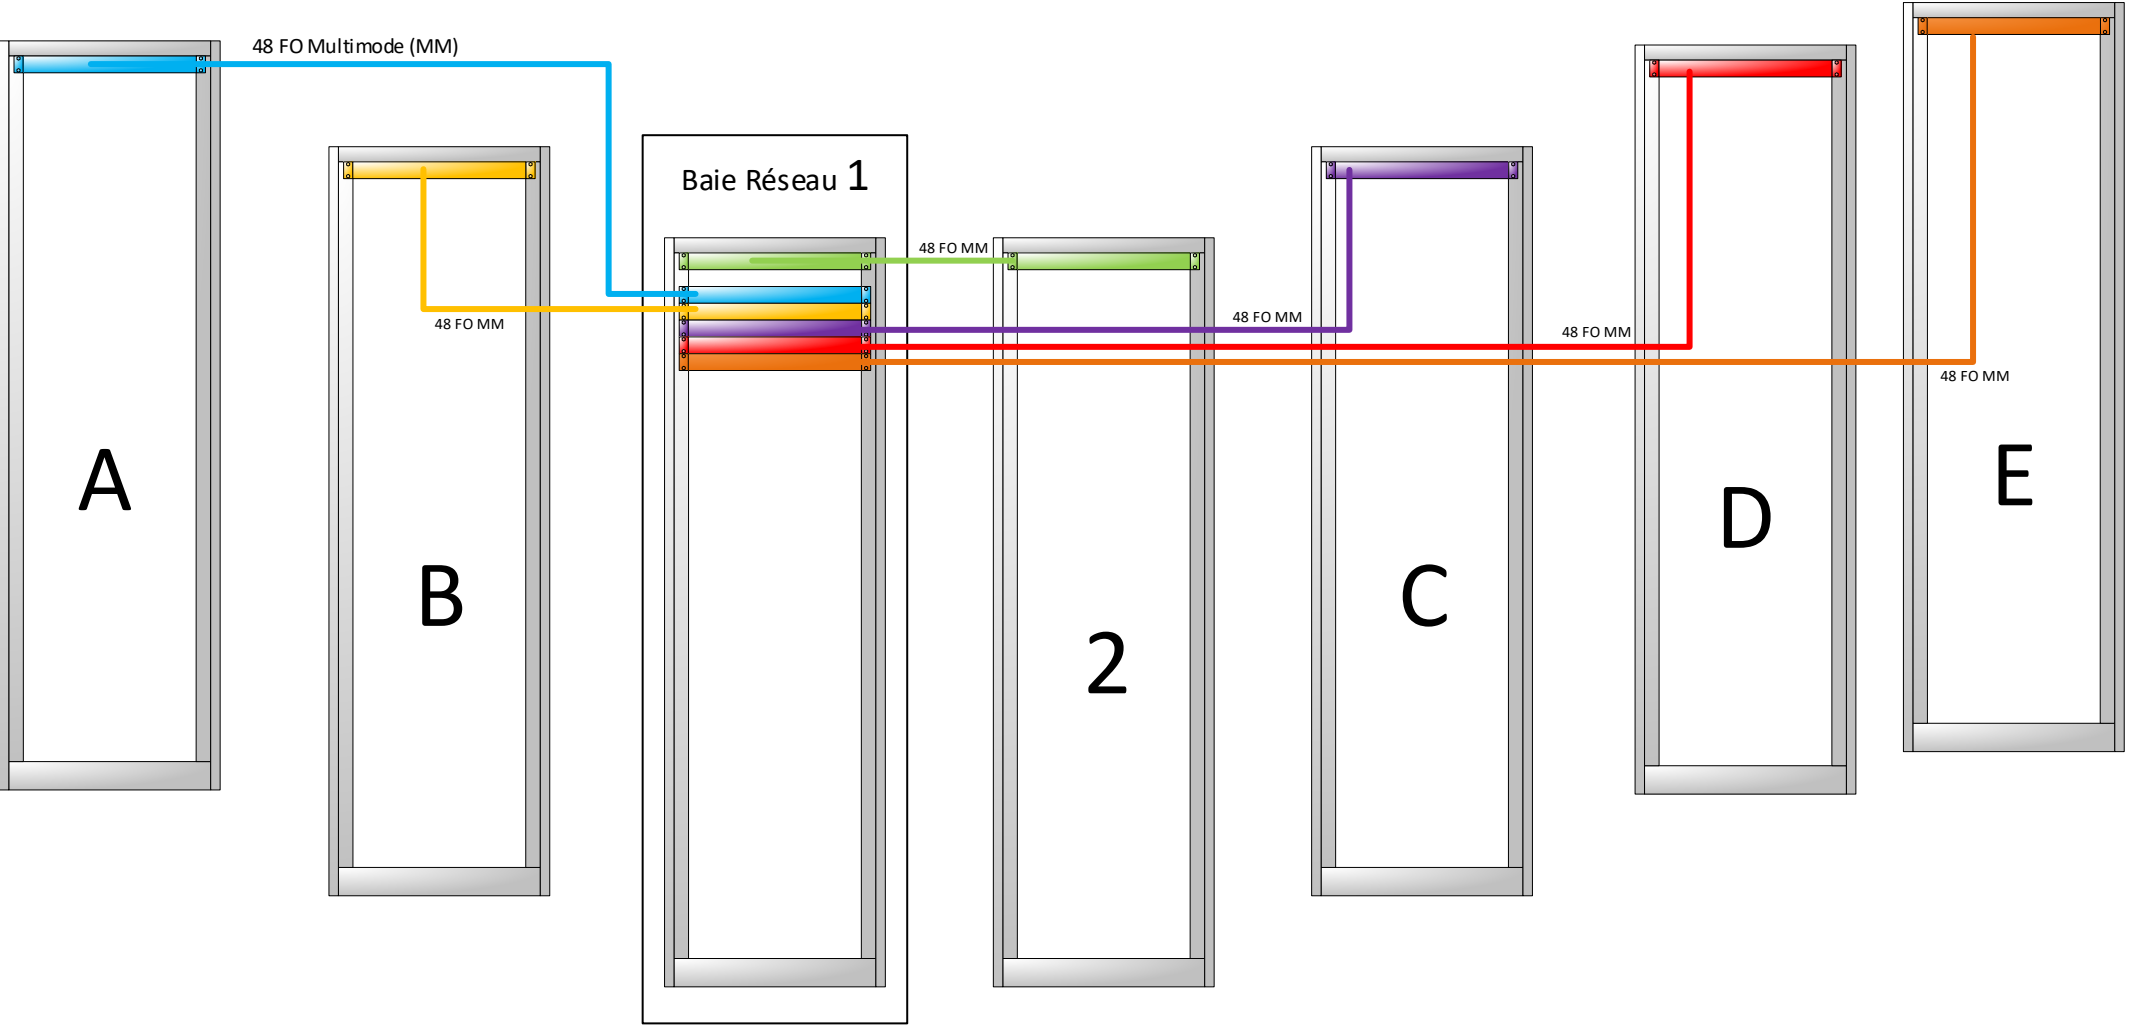 48 FO Multimode (MM)
Baie Réseau 1
48 FO MM
48 FO MM
48 FO MM
48 FO MM
48 FO MM
A
B
2
C
D
E